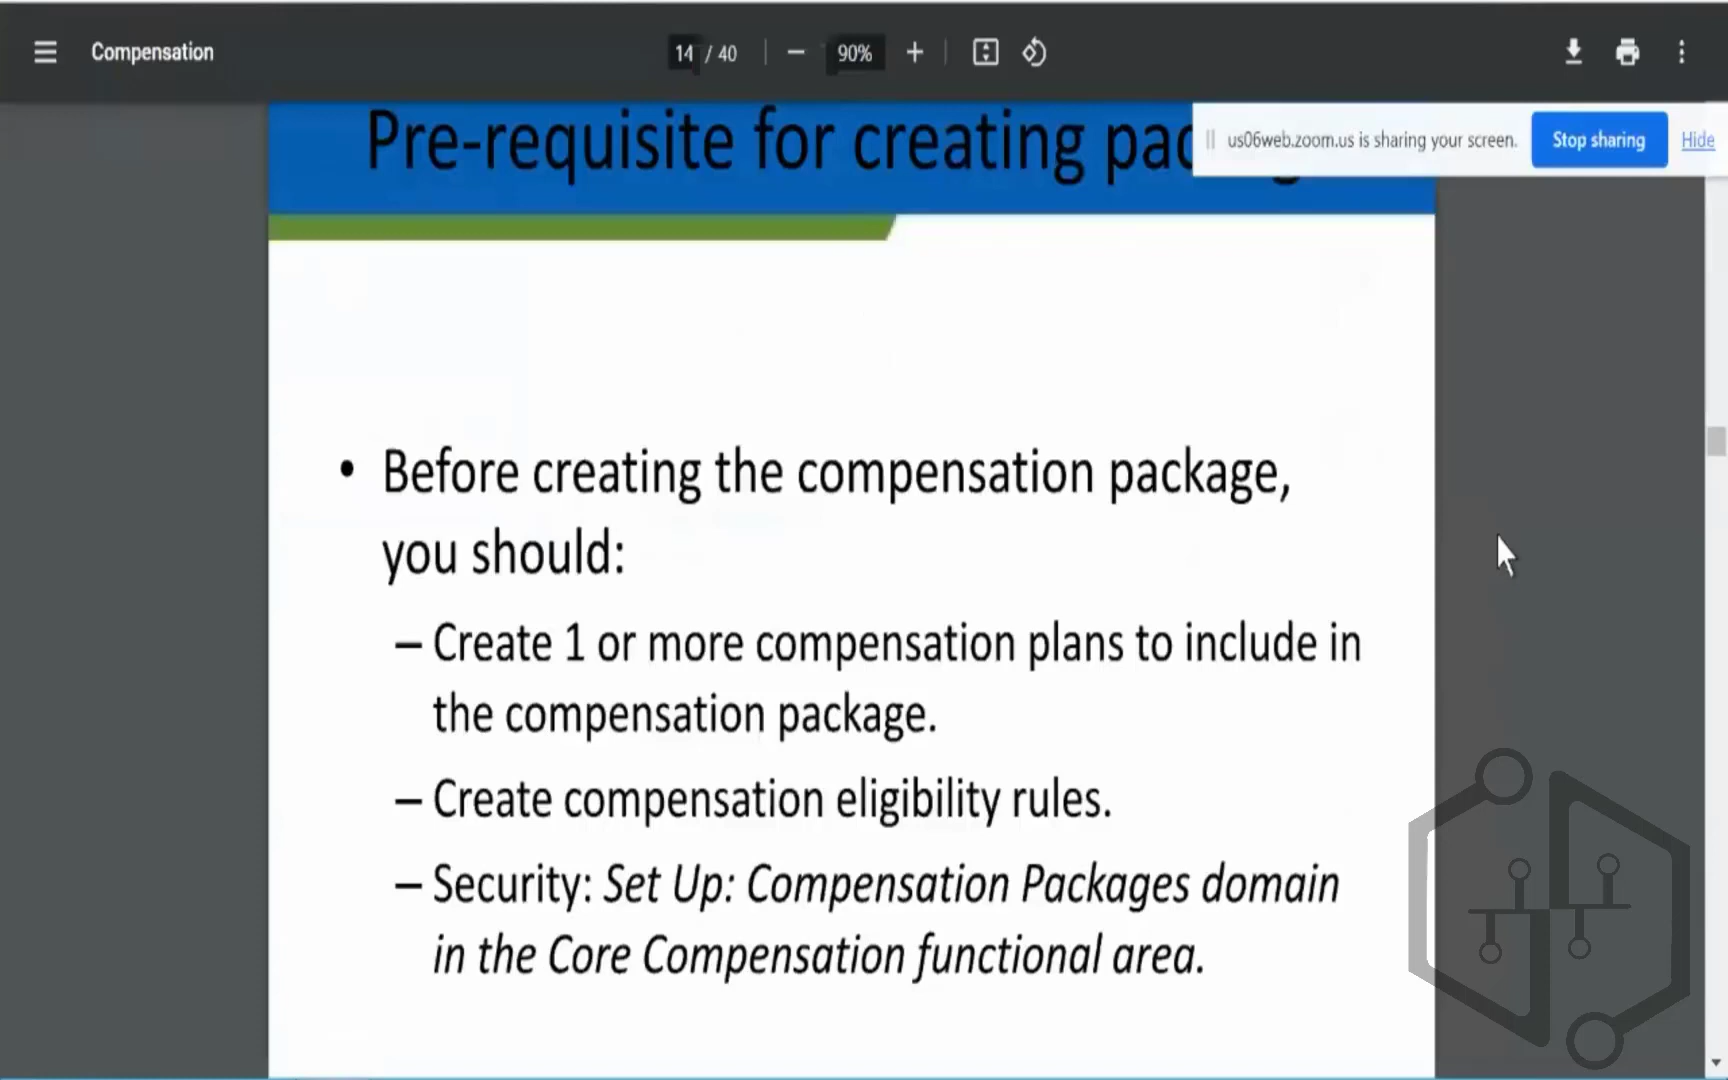 Compensation
14 / 40
90%
Pre-requisite for creating
us06web.zoom.us is sharing your screen.
Stop sharing
Hide
• Before creating the compensation package,
you should:
– Create 1 or more compensation plans to include in
the compensation package.
– Create compensation eligibility rules.
– Security: Set Up: Compensation Packages domain
in the Core Compensation functional area.